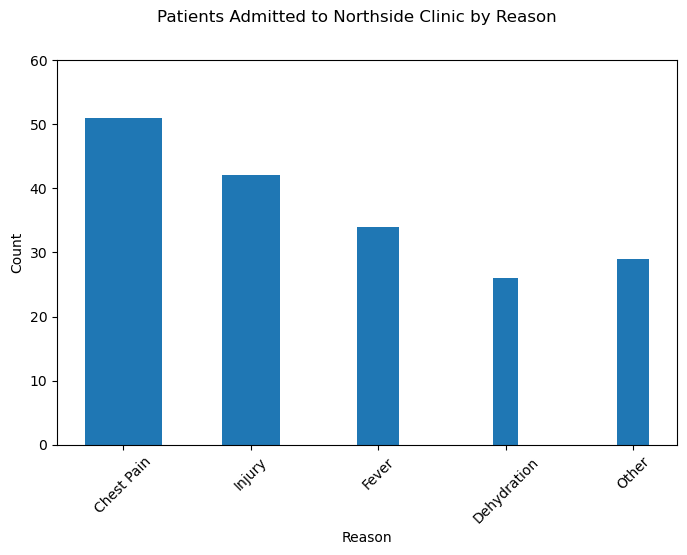 Patients Admitted to Northside Clinic by Reason
60
50
40
30
20
10
0
Count
Chest Pain
Injury
Fever
Dehydration
Other
Reason